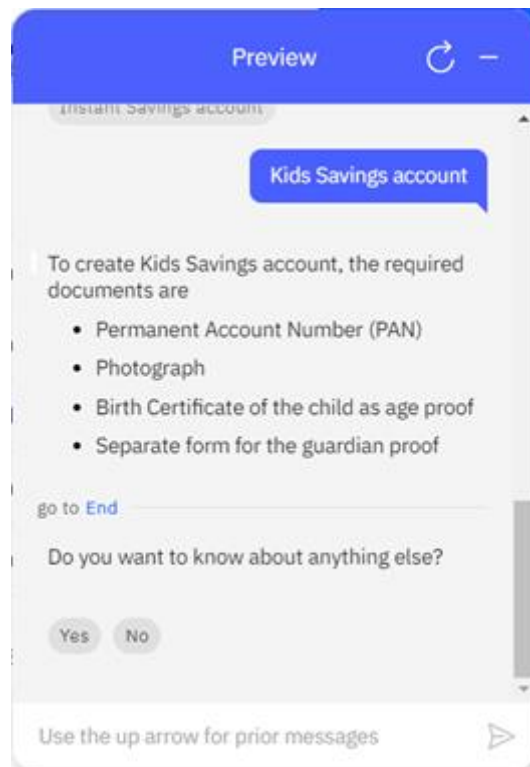 Preview
Instant Savings account
Kids Savings account
To create Kids Savings account, the required
documents are
• Permanent Account Number (PAN)
• Photograph
• Birth Certificate of the child as age proof
• Separate form for the guardian proof
go to End
Do you want to know about anything else?
Yes No
Use the up arrow for prior messages